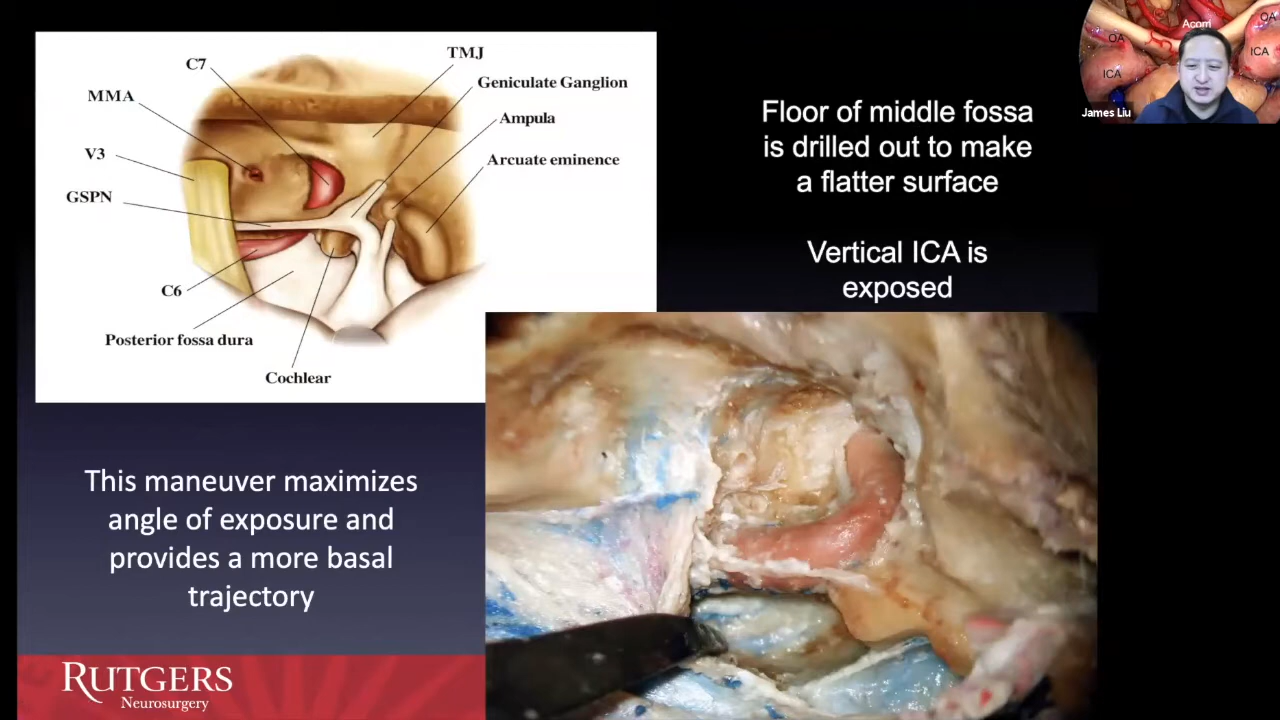 C7
TMJ
MMA
Geniculate Ganglion
Ampula
V3
Arcuate eminence
GSPN
C6
Posterior fossa dura
Cochlear
Floor of middle fossa
is drilled out to make
a flatter surface
Vertical ICA is
exposed
This maneuver maximizes
angle of exposure and
provides a more basal
trajectory
RUTGERS
Neurosurgery
OA
Acom
OA
ICA
ICA
James Liu